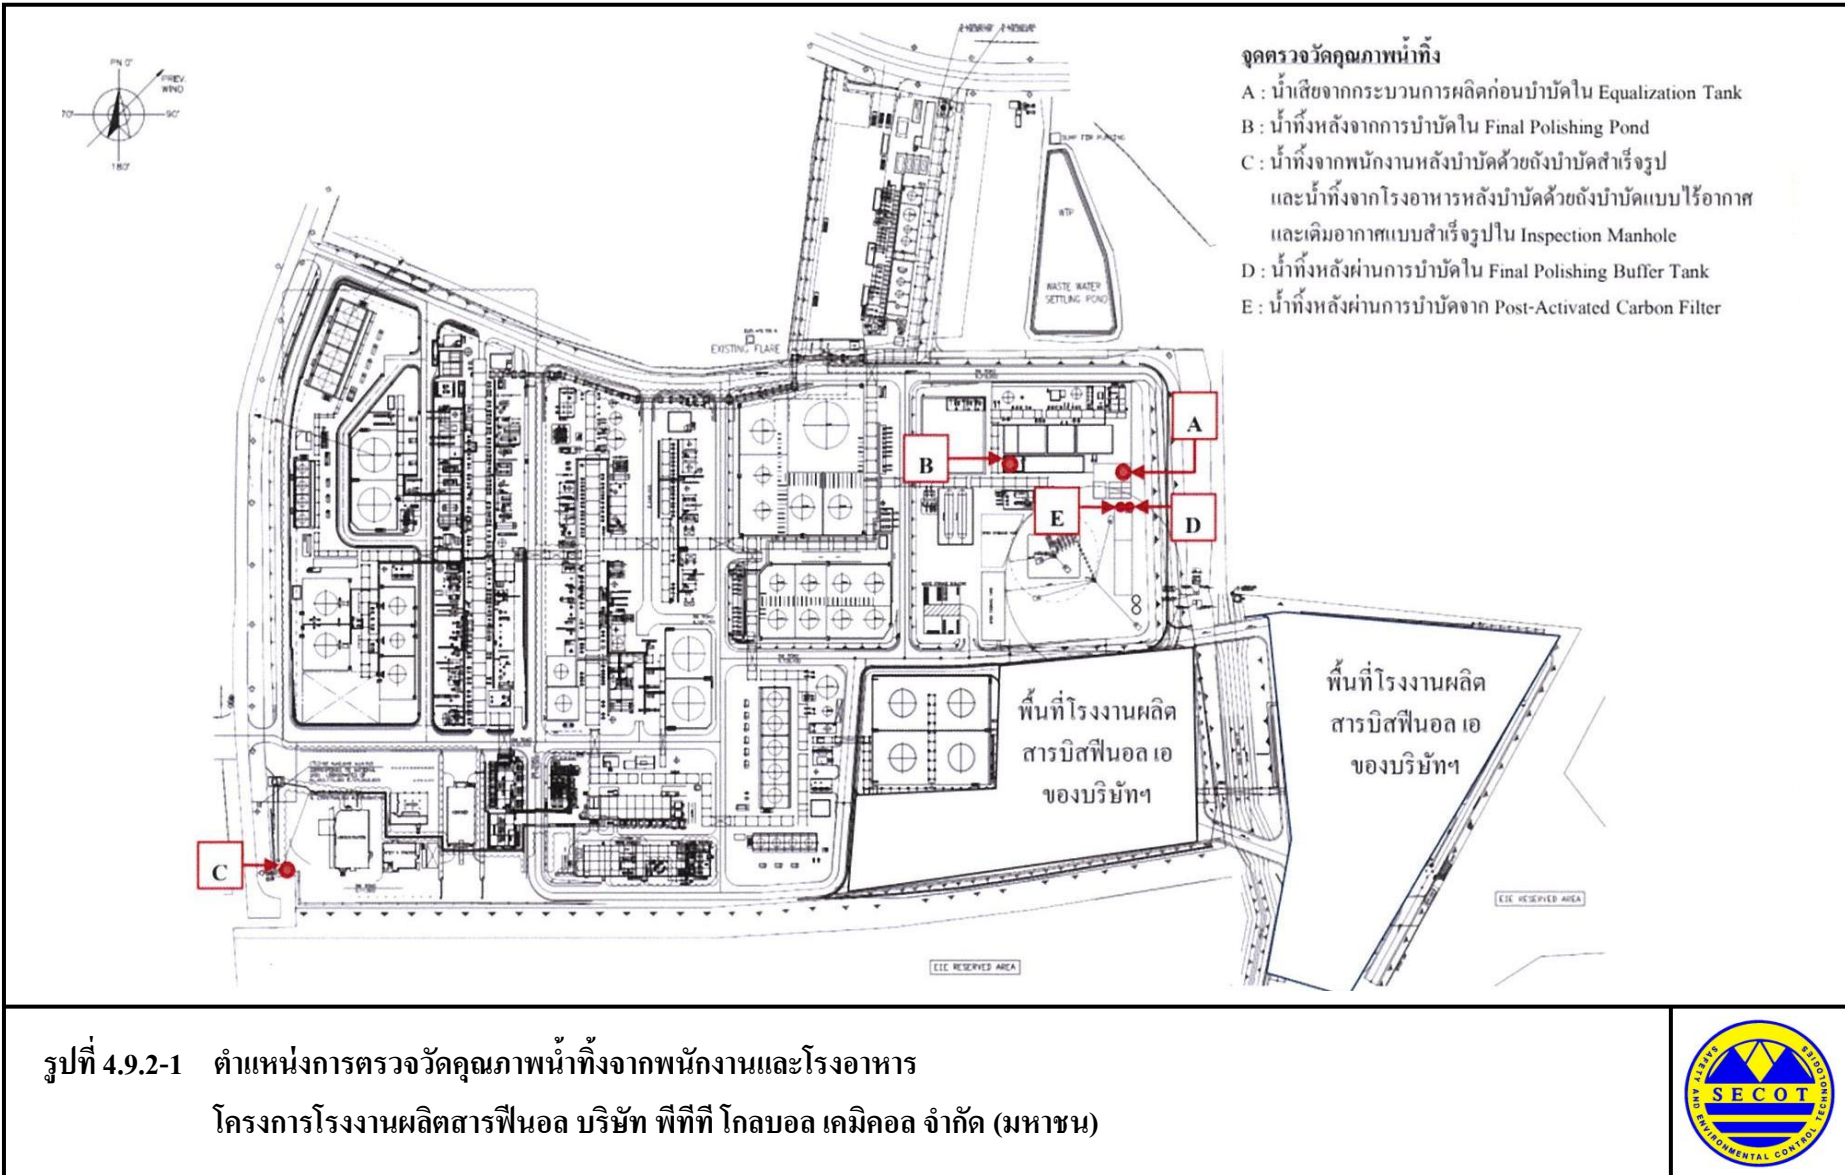 PN 0°
PREV.
WIND
90°
180°
จุดตรวจวัดคุณภาพน้ำทิ้ง
A : น้ำเสียจากกระบวนการผลิตก่อนบำบัดใน Equalization Tank
B : น้ำทิ้งหลังจากการบำบัดใน Final Polishing Pond
C : น้ำทิ้งจากพนักงานหลังบำบัดด้วยถังบำบัดสำเร็จรูป
และน้ำทิ้งจากโรงอาหารหลังบำบัดด้วยถังบำบัดแบบไร้อากาศ
และเติมอากาศแบบสำเร็จรูปใน Inspection Manhole
D : น้ำทิ้งหลังผ่านการบำบัดใน Final Polishing Buffer Tank
E : น้ำทิ้งหลังผ่านการบำบัดจาก Post-Activated Carbon Filter
WTP
WASTE WATER
SETTLING POND
EXISTING FLARE
A
B
E
D
C
พื้นที่โรงงานผลิต
สารบิสฟีนอล เอ
ของบริษัทฯ
พื้นที่โรงงานผลิต
สารบิสฟีนอล เอ
ของบริษัทฯ
EIE RESERVED AREA
EIE RESERVED AREA
รูปที่ 4.9.2-1 ตำแหน่งการตรวจวัดคุณภาพน้ำทิ้งจากพนักงานและโรงอาหาร
โครงการโรงงานผลิตสารฟีนอล บริษัท พีทีที โกลบอล เคมิคอล จำกัด (มหาชน)
SECOT
SAFETY AND ENVIRONMENTAL CONTROL TECHNOLOGIES